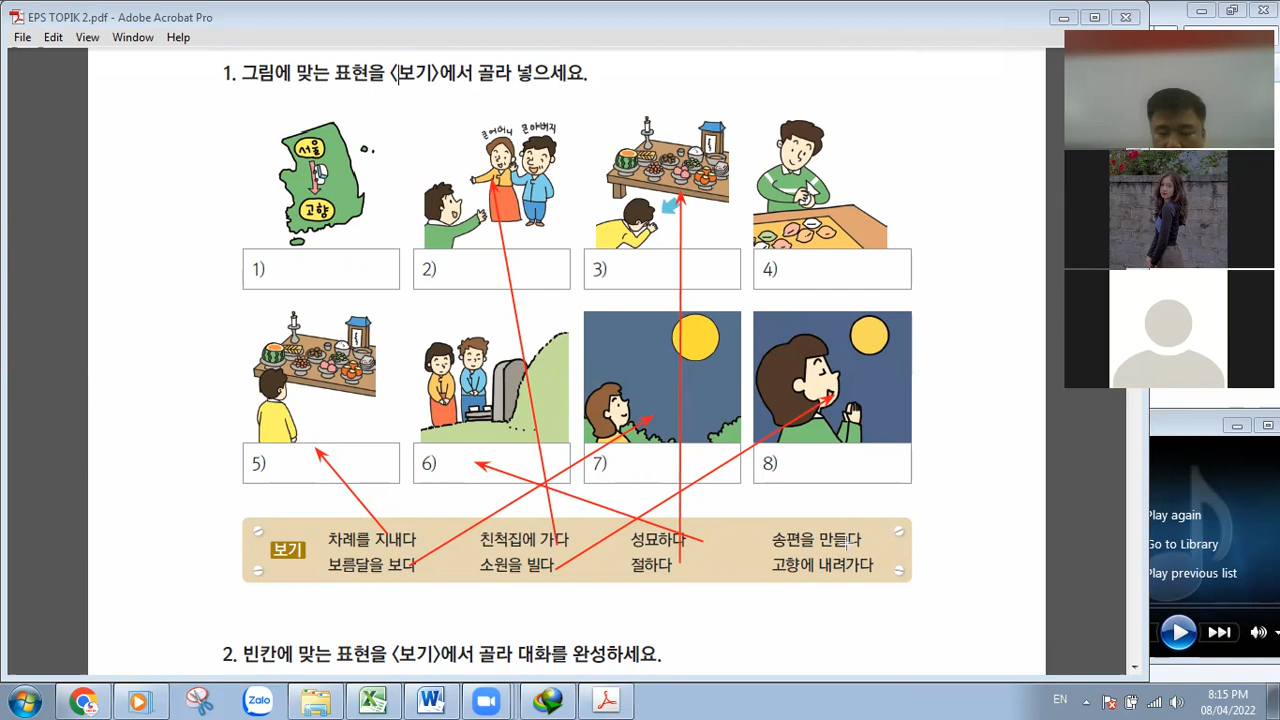 EPS TOPIK 2.pdf - Adobe Acrobat Pro
File Edit View Window Help
1. 그림에 맞는 표현을 〈보기〉에서 골라 넣으세요.
서울
고향
큰어머니 큰아버지
1)
2)
3)
4)
5)
6)
7)
8)
보기
차례를 지내다 친척집에 가다 성묘하다 송편을 만들다
보름달을 보다 소원을 빌다 절하다 고향에 내려가다
2. 빈칸에 맞는 표현을 〈보기〉에서 골라 대화를 완성하세요.
Play again
Go to Library
Play previous list
Zalo
EN
8:15 PM
08/04/2022